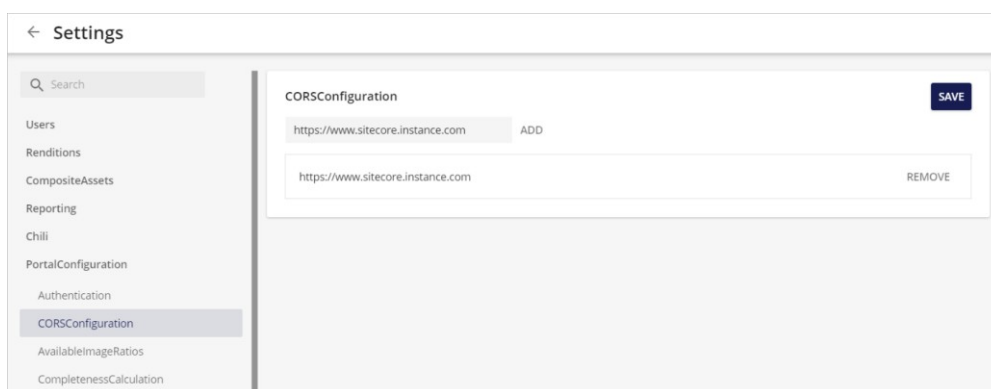 ← Settings
Search
Users
Renditions
CompositeAssets
Reporting
Chili
PortalConfiguration
Authentication
CORSConfiguration
AvailableImageRatios
CompletenessCalculation
CORSConfiguration
SAVE
https://www.sitecore.instance.com ADD
https://www.sitecore.instance.com REMOVE